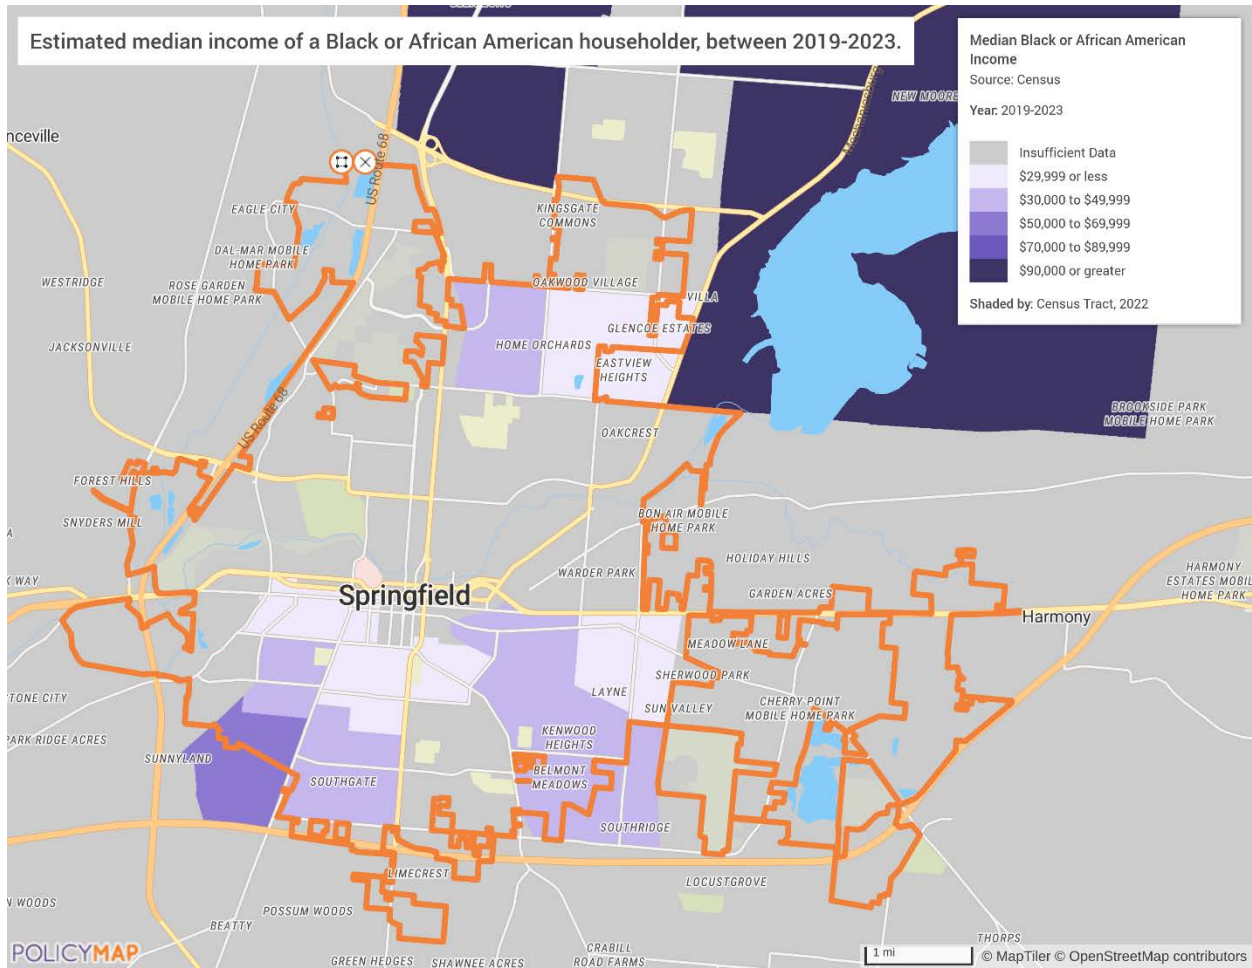 Estimated median income of a Black or African American householder, between 2019-2023.
Median Black or African American
Income
Source: Census
Year: 2019-2023
Insufficient Data
$29,999 or less
$30,000 to $49,999
$50,000 to $69,999
$70,000 to $89,999
$90,000 or greater
Shaded by: Census Tract, 2022
NEW MOORE
Mechanicsburg
nceville
US Route 68
EAGLE CITY
KINGSGATE
COMMONS
DAL-MAR MOBILE
HOME PARK
WESTRIDGE
ROSE GARDEN
MOBILE HOME PARK
OAKWOOD VILLAGE
VILLA
GLENCOE ESTATES
JACKSONVILLE
HOME ORCHARDS
EASTVIEW
HEIGHTS
US Route 68
BROOKSIDE PARK
MOBILE HOME PARK
OAKCREST
FOREST HILLS
SNYDERS MILL
BON AIR MOBILE
HOME PARK
A
HOLIDAY HILLS
WARDER PARK
HARMONY
ESTATES MOBIL
HOME PARK
K WAY
Springfield
GARDEN ACRES
Harmony
MEADOW LANE
SHERWOOD PARK
LAYNE
TONE CITY
CHERRY POINT
MOBILE HOME PARK
SUN VALLEY
PARK RIDGE ACRES
KENWOOD
HEIGHTS
SUNNYLAND
SOUTHGATE
BELMONT
MEADOWS
SOUTHRIDGE
LIMECREST
LOCUSTGROVE
N WOODS
POSSUM WOODS
BEATTY
THORPS
CRABILL
ROAD FARMS
GREEN HEDGES
SHAWNEE ACRES
POLICYMAP
1 mi
© MapTiler © OpenStreetMap contributors